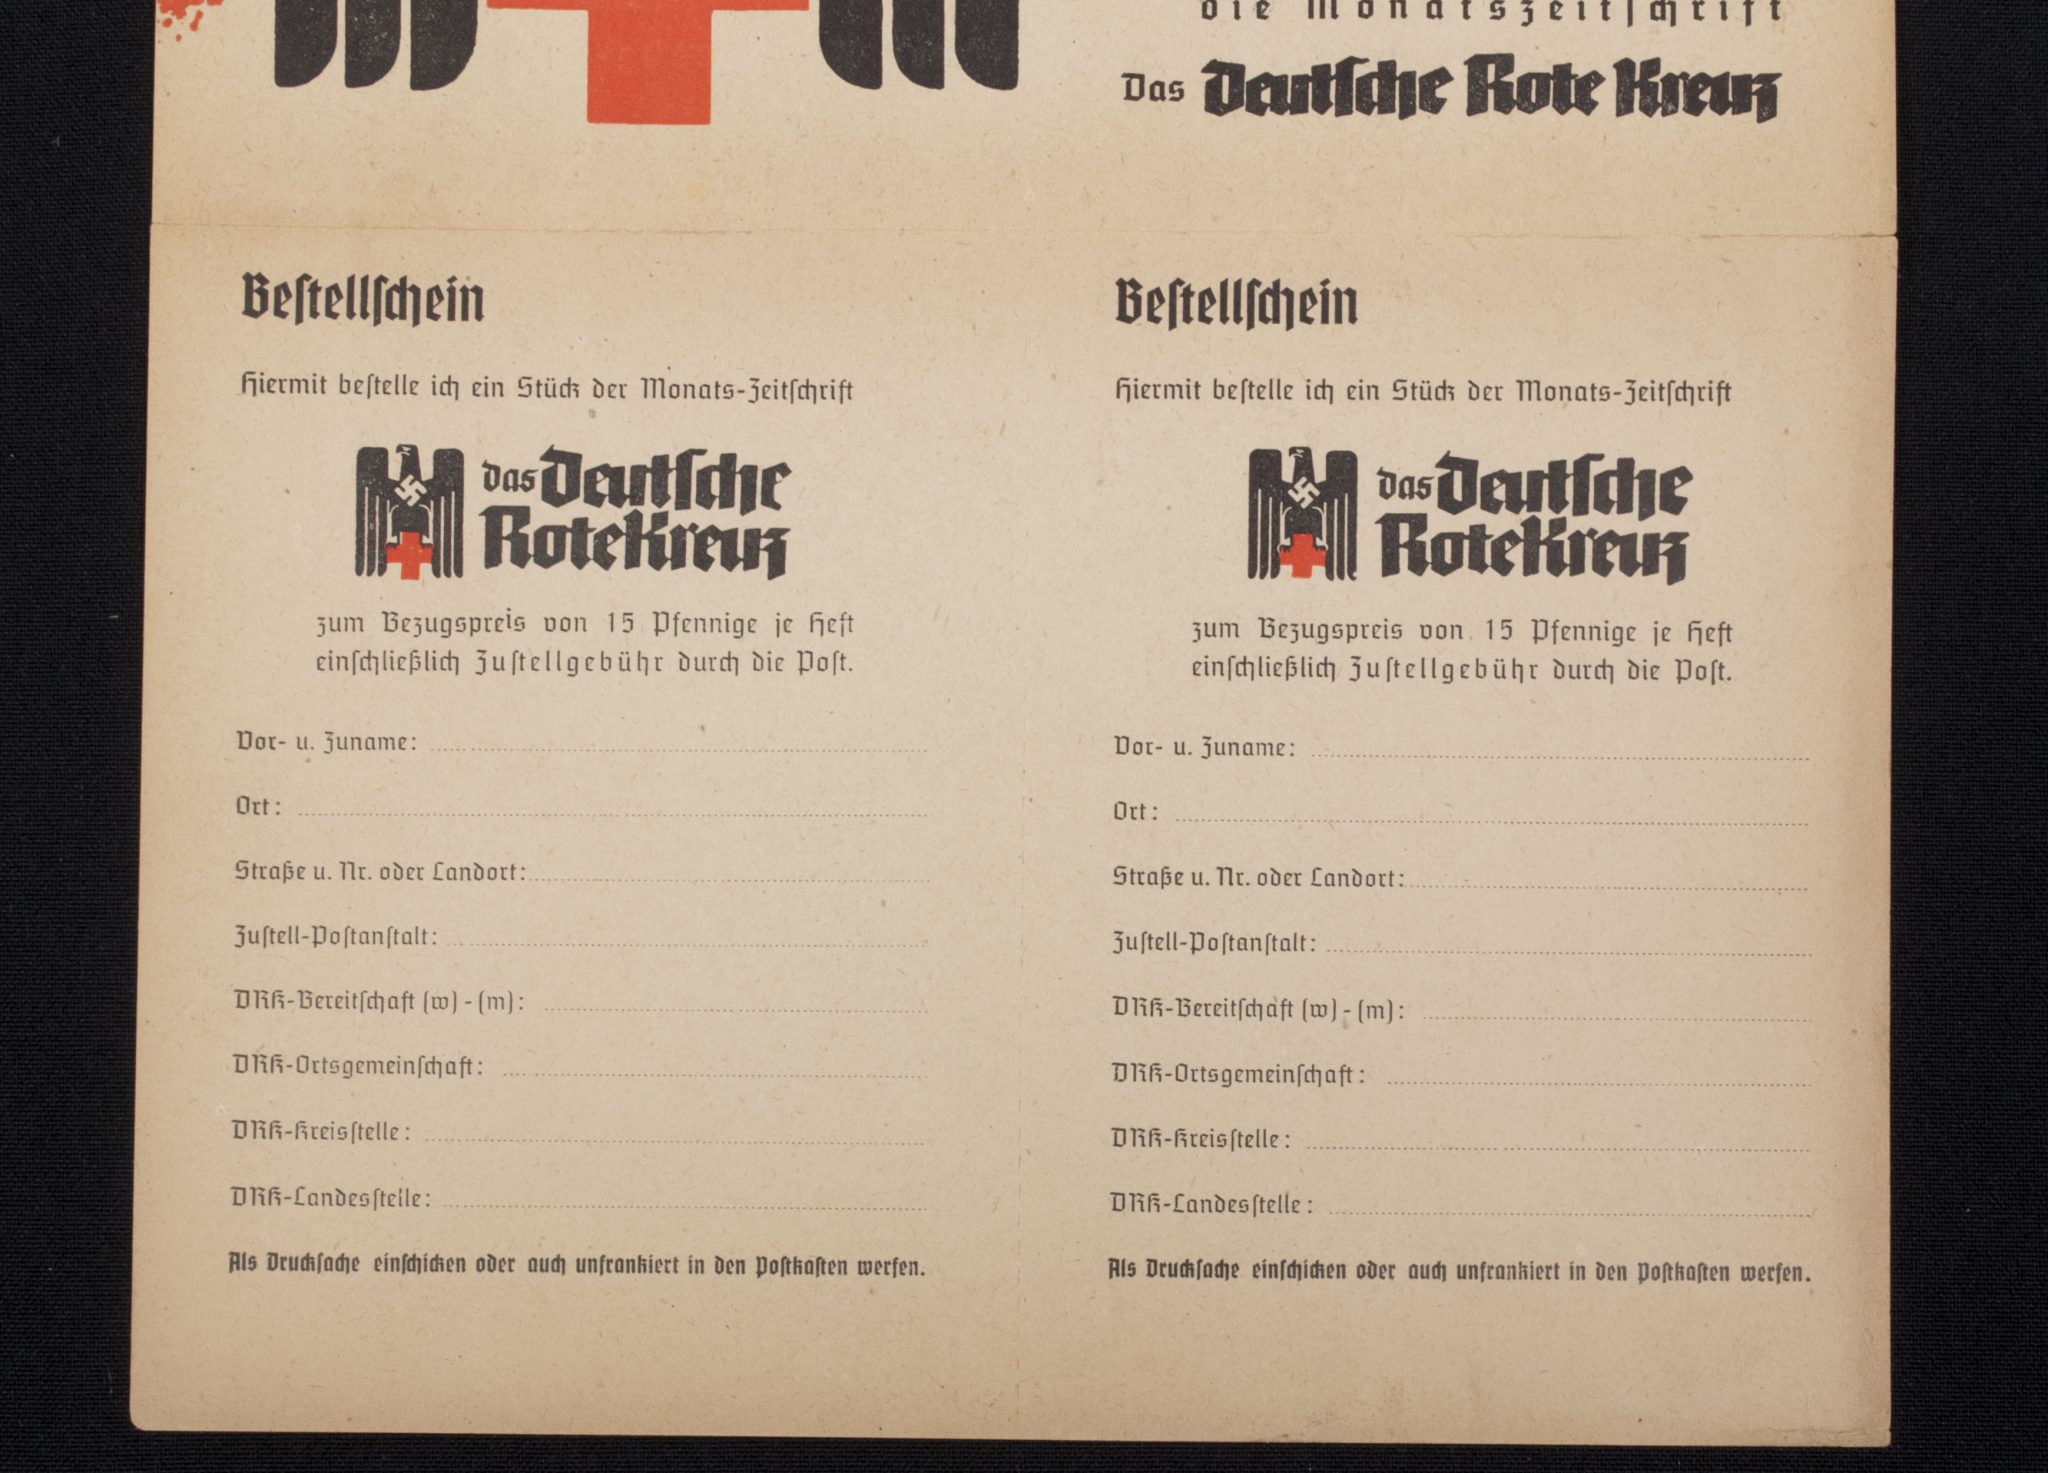 die Monatszeitschrift
Das Deutsche Rote Kreuz
Bestellschein
Hiermit bestelle ich ein Stück der Monats-Zeitschrift
das Deutsche
Rote Kreuz
zum Bezugspreis von 15 Pfennige je Heft
einschließlich Zustellgebühr durch die Post.
Vor- u. Zuname:
Ort:
Straße u. Nr. oder Landort:
Zustell-Postanstalt:
DRK-Bereitschaft (w) - (m):
DRK-Ortsgemeinschaft:
DRK-Kreisstelle:
DRK-Landesstelle:
Als Drucksache einschicken oder auch unfrankiert in den Postkasten werfen.
Bestellschein
Hiermit bestelle ich ein Stück der Monats-Zeitschrift
das Deutsche
Rote Kreuz
zum Bezugspreis von 15 Pfennige je Heft
einschließlich Zustellgebühr durch die Post.
Vor- u. Zuname:
Ort:
Straße u. Nr. oder Landort:
Zustell-Postanstalt:
DRK-Bereitschaft (w) - (m):
DRK-Ortsgemeinschaft:
DRK-Kreisstelle:
DRK-Landesstelle:
Als Drucksache einschicken oder auch unfrankiert in den Postkasten werfen.